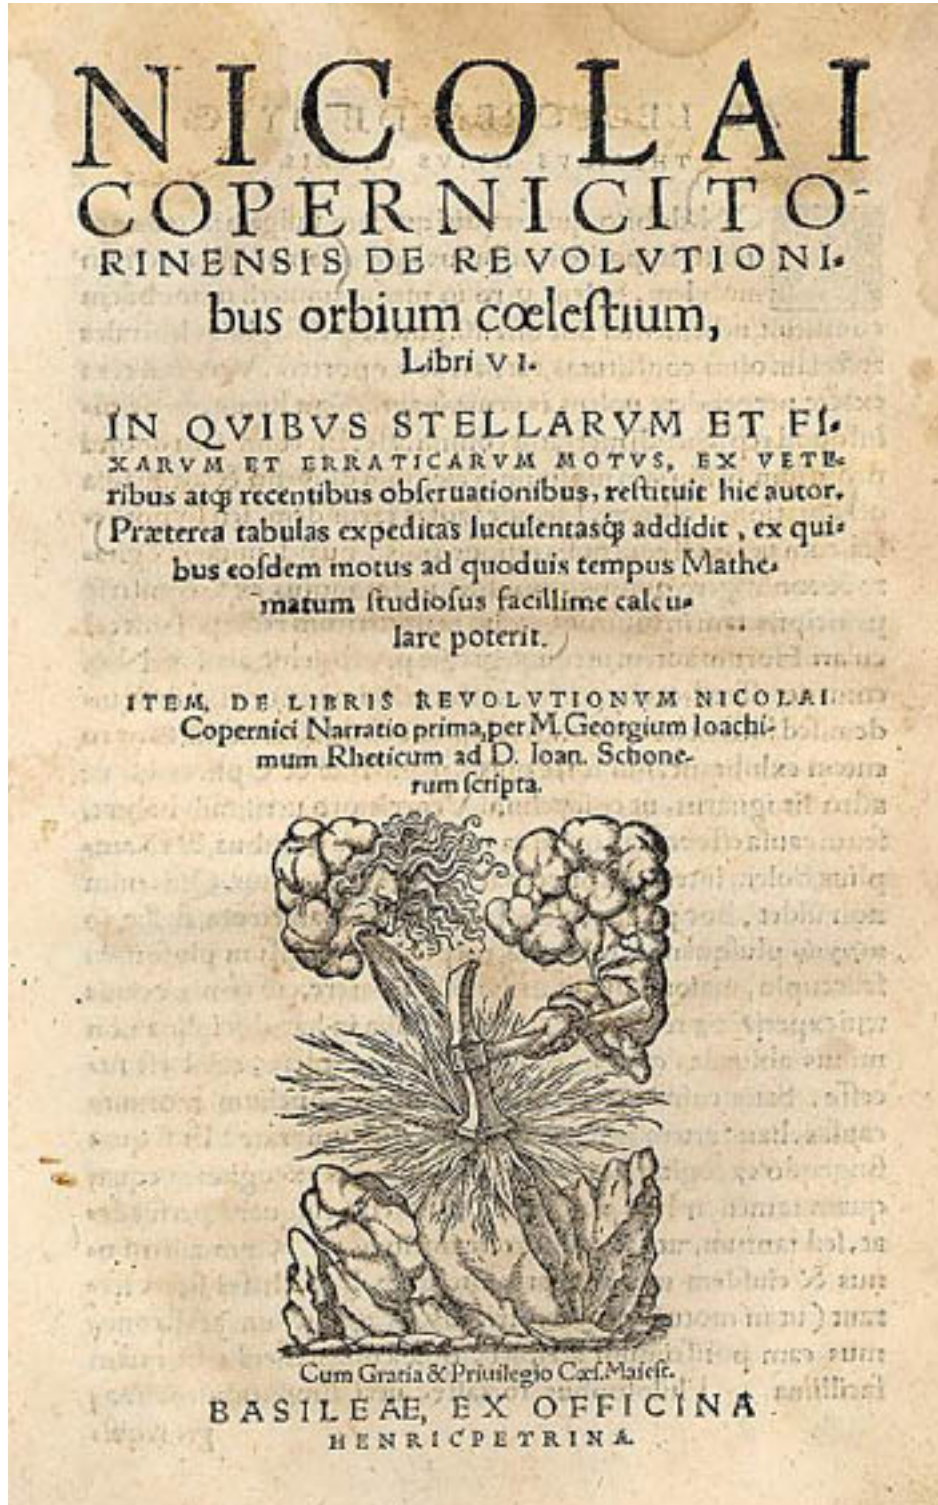 NICOLAI
COPERNICI TO-
RINENSIS DE REVOLVTIONI-
bus orbium cœleſtium,
Libri VI.
IN QVIBVS STELLARVM ET FI-
XARVM ET ERRATICARVM MOTVS, EX VETE-
ribus atqꝫ recentibus obſeruationibus, reſtituit hic autor.
Præterea tabulas expeditas luculentasqꝫ addidit, ex qui-
bus eoſdem motus ad quoduis tempus Mathe-
matum ſtudioſus facillime calcu-
lare poterit.
ITEM, DE LIBRIS REVOLVTIONVM NICOLAI
Copernici Narratio prima, per M. Georgium Ioachi-
mum Rheticum ad D. Ioan. Schone-
rum ſcripta.
Cum Gratia & Priuilegio Cæſ. Maieſt.
BASILEAE, EX OFFICINA
HENRICPETRINA.